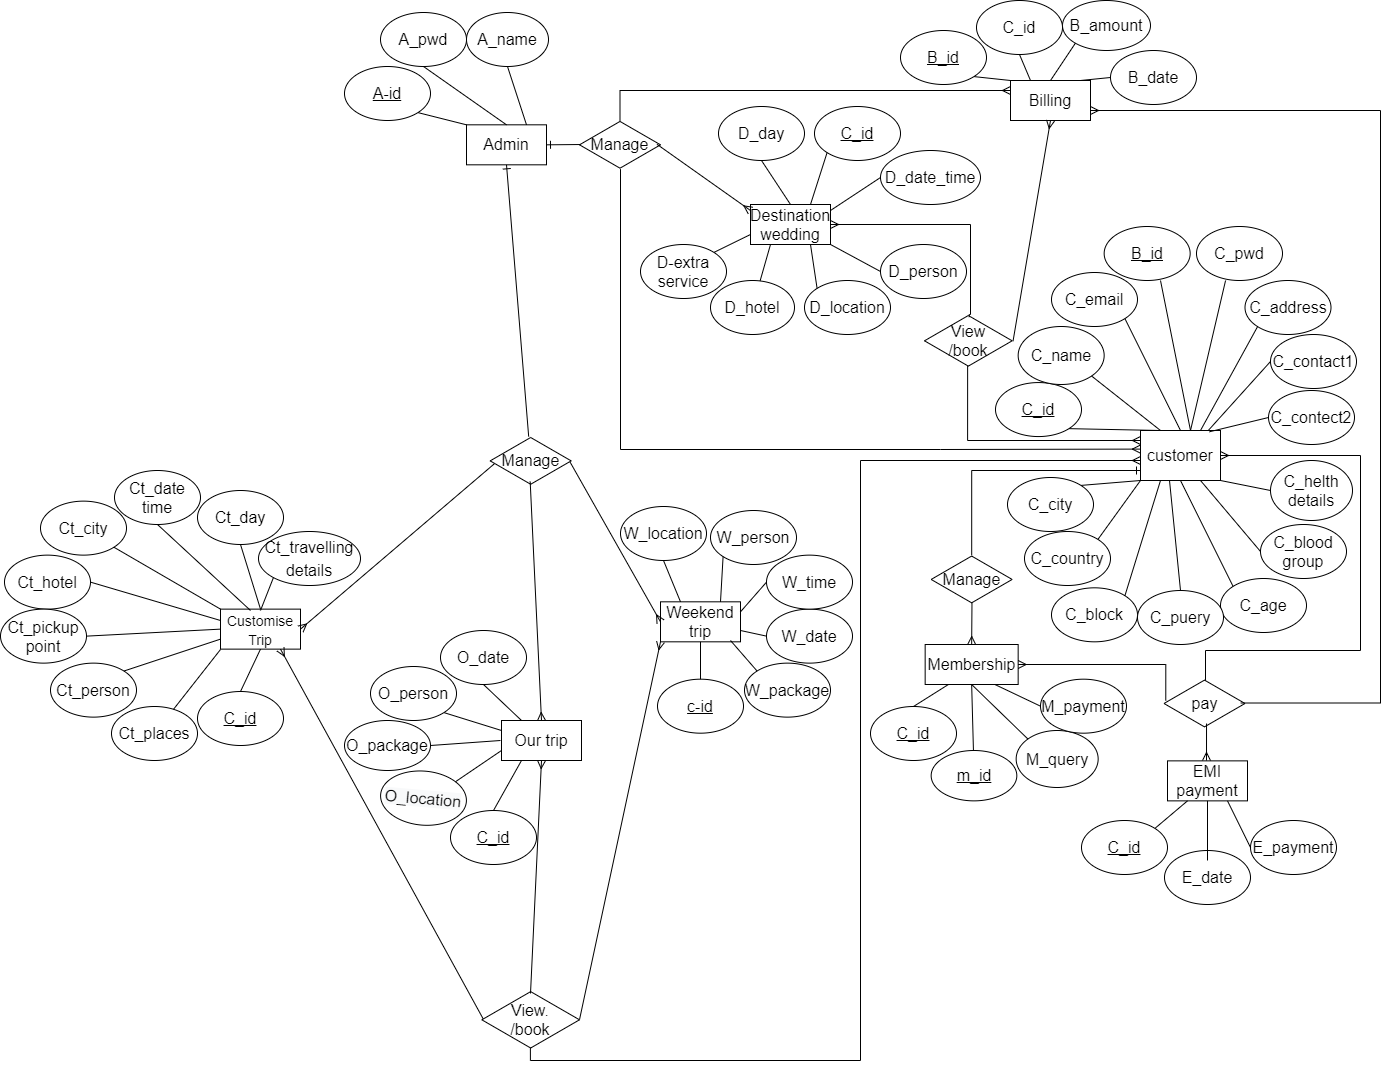 A_pwd
A_name
A-id
Admin
Manage
C_id
B_amount
B_id
B_date
Billing
D_day
C_id
D_date_time
Destination
wedding
D-extra
service
D_hotel
D_location
D_person
View
/book
B_id
C_pwd
C_email
C_address
C_name
C_contact1
C_id
C_contect2
customer
C_city
C_helth
details
C_country
C_blood
group
C_block
C_puery
C_age
Manage
Ct_date
time
Ct_city
Ct_day
Ct_travelling
details
Ct_hotel
Ct_pickup
point
Customise
Trip
Ct_person
Ct_places
C_id
W_location
W_person
W_time
Weekend
trip
W_date
W_package
c-id
O_date
O_person
O_package
Our trip
O_location
C_id
Manage
Membership
M_payment
C_id
M_query
m_id
pay
EMI
payment
C_id
E_payment
E_date
View.
/book